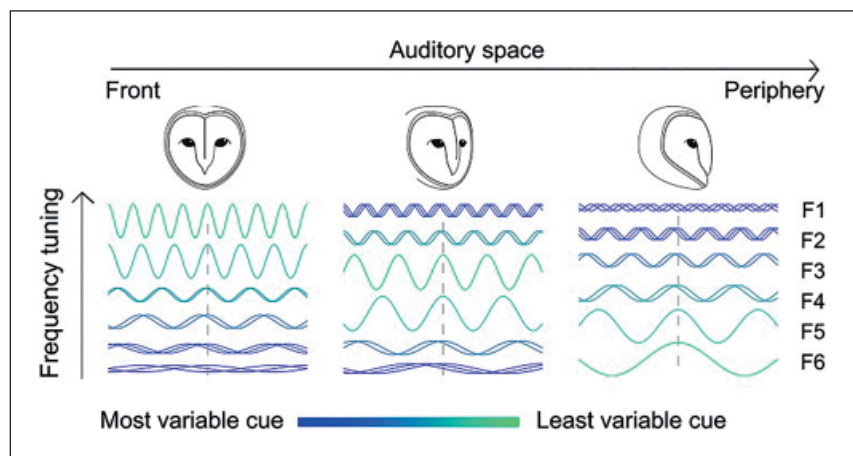 Auditory space
Front
Periphery
Frequency tuning
F1
F2
F3
F4
F5
F6
Most variable cue
Least variable cue